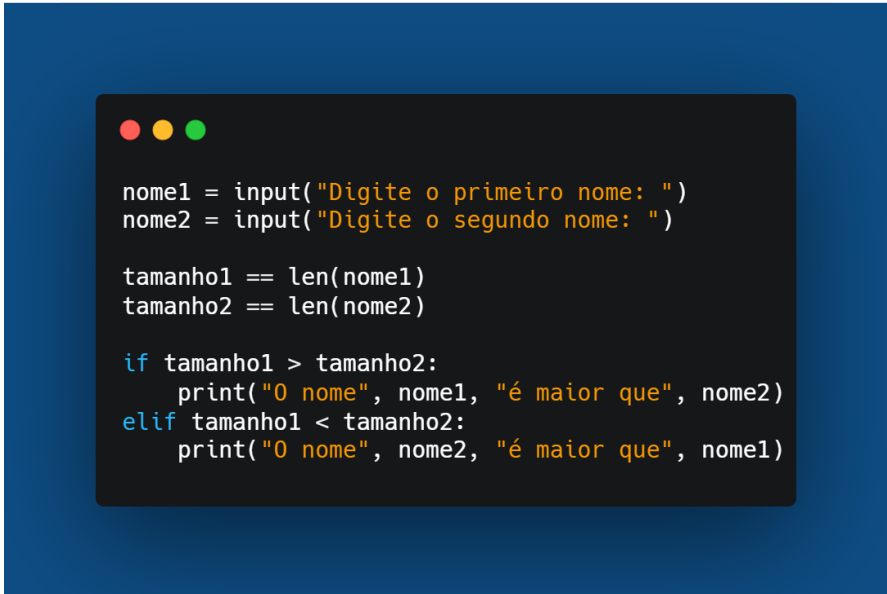 nome1 = input("Digite o primeiro nome: ")
nome2 = input("Digite o segundo nome: ")

tamanho1 == len(nome1)
tamanho2 == len(nome2)

if tamanho1 > tamanho2:
    print("O nome", nome1, "é maior que", nome2)
elif tamanho1 < tamanho2:
    print("O nome", nome2, "é maior que", nome1)